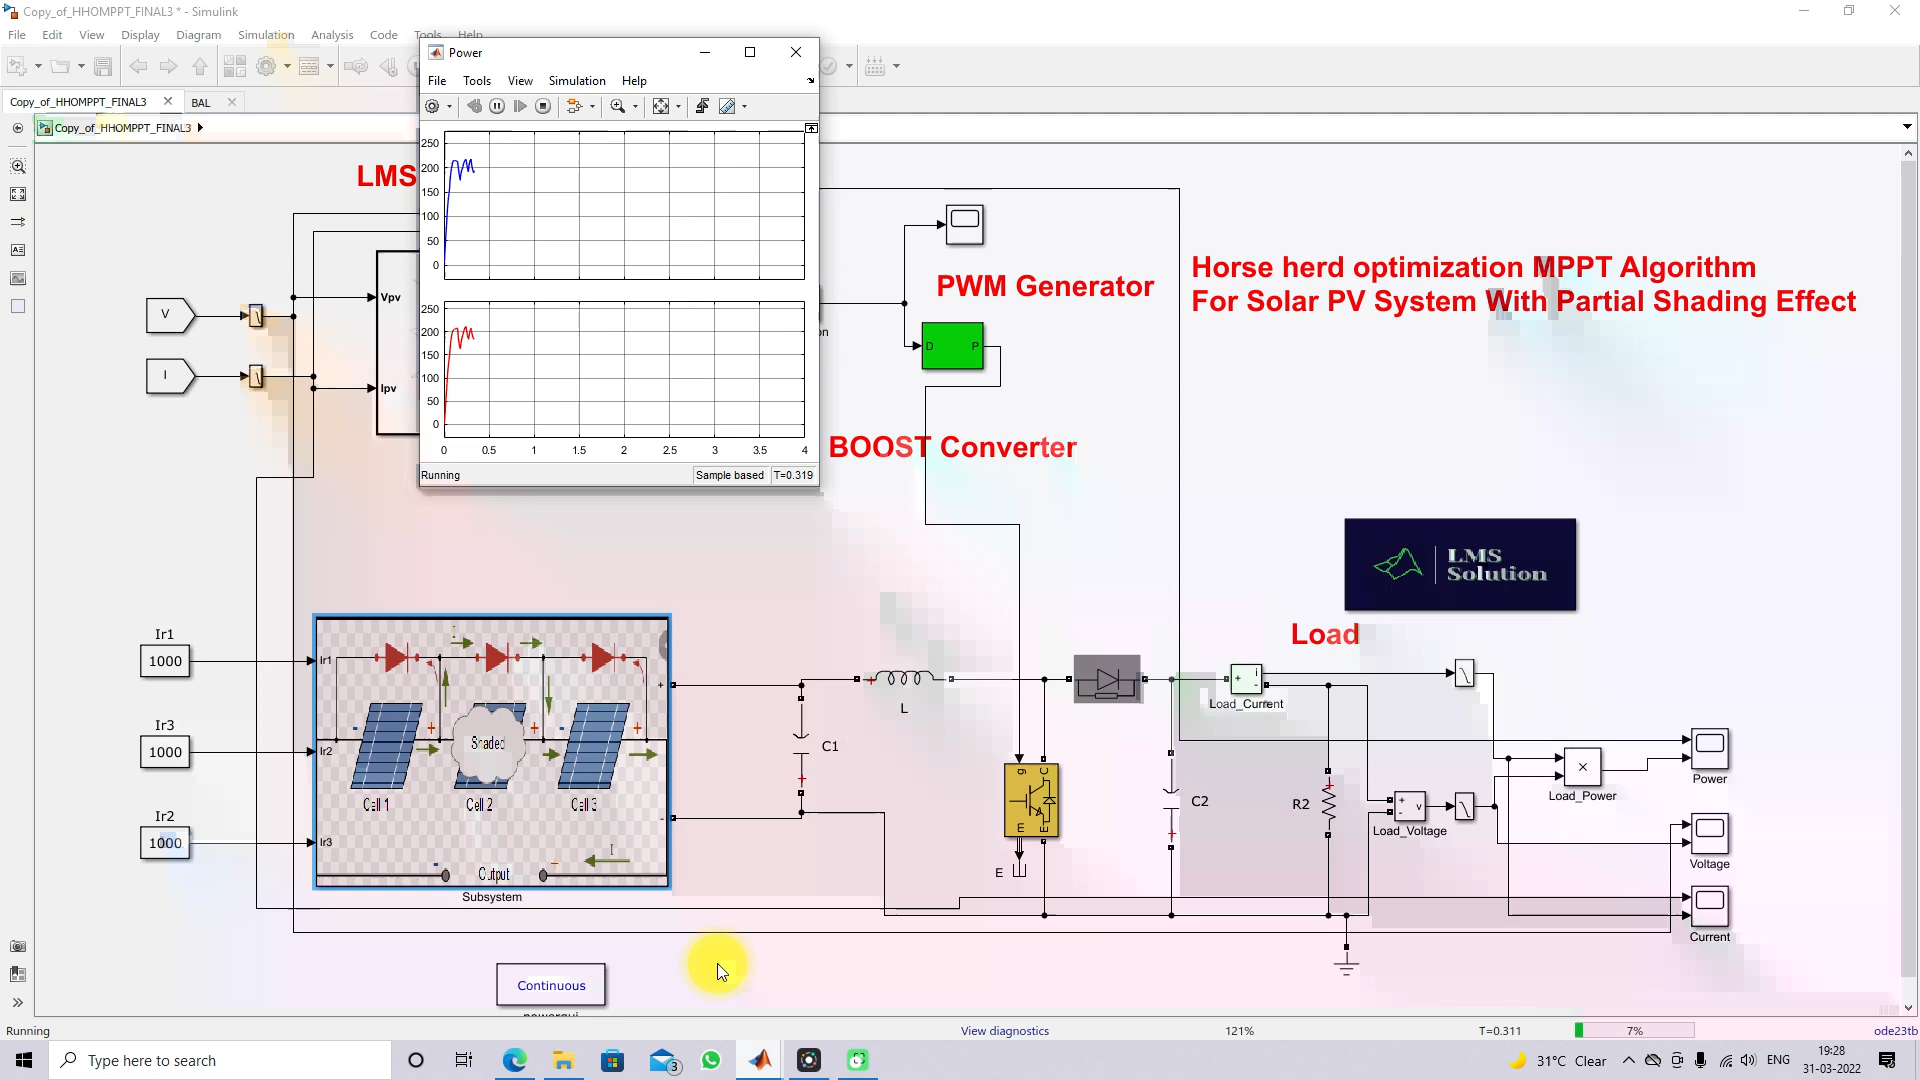 Copy_of_HHOMPPT_FINAL3 * - Simulink
File Edit View Display Diagram Simulation Analysis Code Tools Help
Copy_of_HHOMPPT_FINAL3
BAL
Copy_of_HHOMPPT_FINAL3
Power
File Tools View Simulation Help
250
200
150
100
50
0
250
200
150
100
50
0
0 0.5 1 1.5 2 2.5 3 3.5 4
Running
Sample based
T=0.319
LMS
V
I
Vpv
Ipv
on
PWM Generator
D P
Horse herd optimization MPPT Algorithm
For Solar PV System With Partial Shading Effect
BOOST Converter
LMS
Solution
Load
Ir1
1000
Ir3
1000
Ir2
1000
Ir1
Ir2
Ir3
Shaded
Cell 1
Cell 2
Cell 3
I
Output
Subsystem
+
-
C1
+
+
L
g C
m E
E
C2
+
+
i
-
Load_Current
R2
+
+
-
v
Load_Voltage
×
Load_Power
Power
Voltage
Current
Continuous
Running
View diagnostics
121%
T=0.311
7%
ode23tb
Type here to search
3
31°C Clear
ENG
19:28
31-03-2022